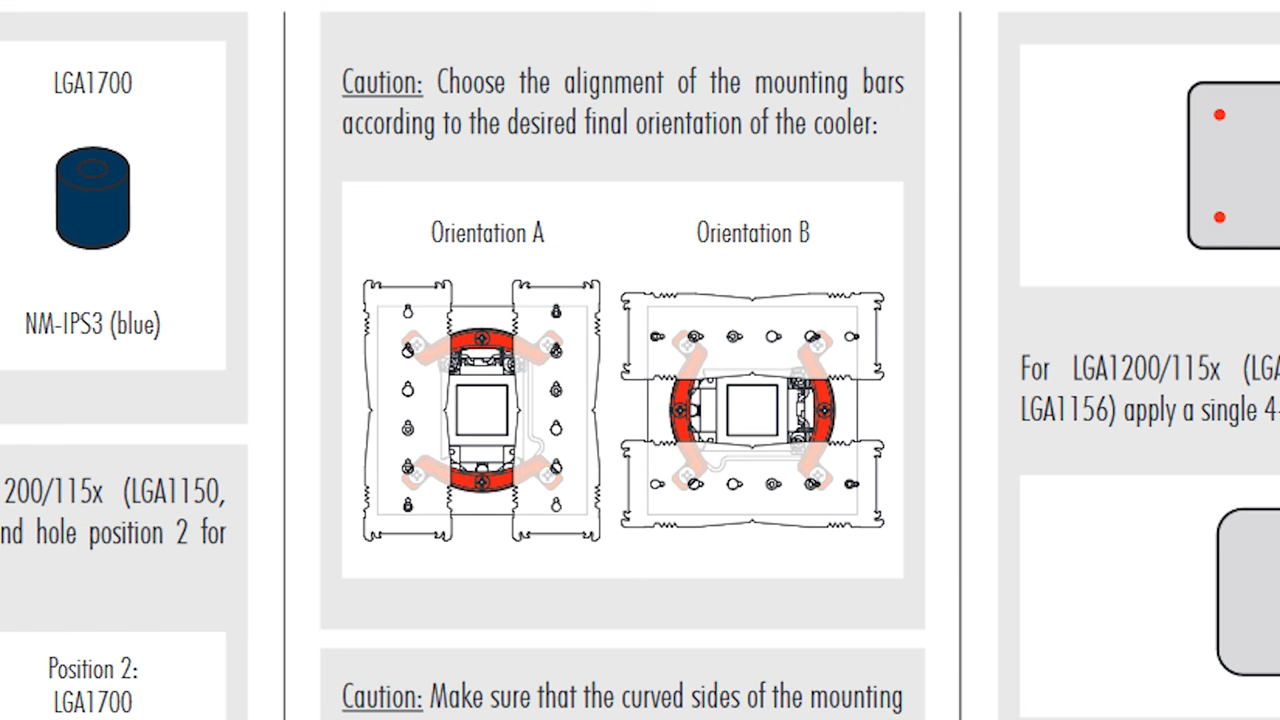 LGA1700
NM-IPS3 (blue)
200/115x (LGA1150,
nd hole position 2 for
Position 2:
LGA1700
Caution: Choose the alignment of the mounting bars
according to the desired final orientation of the cooler:
Orientation A
Orientation B
Caution: Make sure that the curved sides of the mounting
For LGA1200/115x (LGA
LGA1156) apply a single 4-